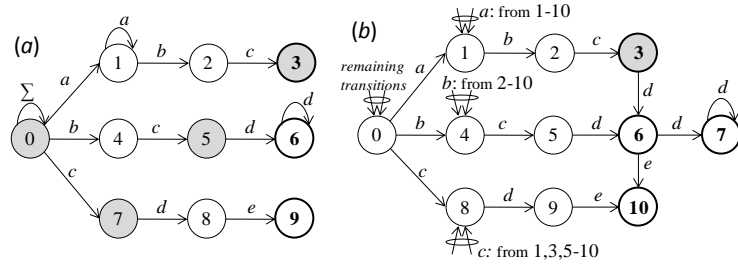 (a)
Σ
0
a
a
1
b
2
c
3
b
4
c
5
d
6
d
c
7
d
8
e
9
(b)
a: from 1-10
remaining
transitions
0
a
1
b
2
c
3
b: from 2-10
d
b
4
c
5
d
6
d
7
d
e
c
8
d
9
e
10
c: from 1,3,5-10